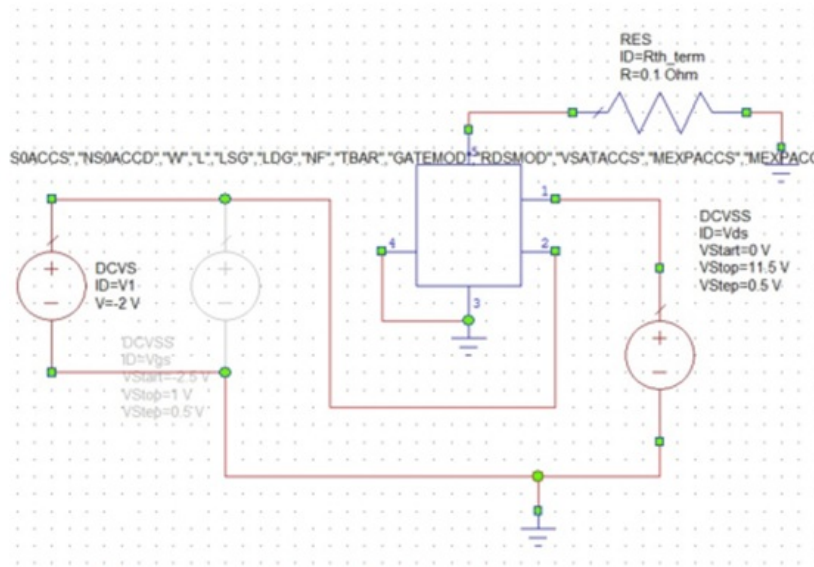 RES
ID=Rth_term
R=0.1 Ohm
S0ACCS","NS0ACCD","W","L","LSG","LDG","NF","TBAR","GATEMOD","RDSMOD","VSATACCS","MEXPACCS","MEXPACC
5
1
4
2
3
DCVSS
ID=Vds
VStart=0 V
VStop=11.5 V
VStep=0.5 V
DCVS
ID=V1
V=-2 V
DCVSS
ID=Vgs
VStart=-2.5 V
VStop=1 V
VStep=0.5 V